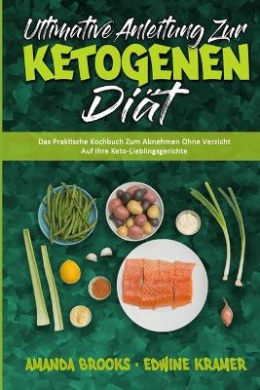 Ultimative Anleitung Zur
KETOGENEN
Diät
Das Praktische Kochbuch Zum Abnehmen Ohne Verzicht
Auf Ihre Keto-Lieblingsgerichte
AMANDA BROOKS · EDWINE KRAMER